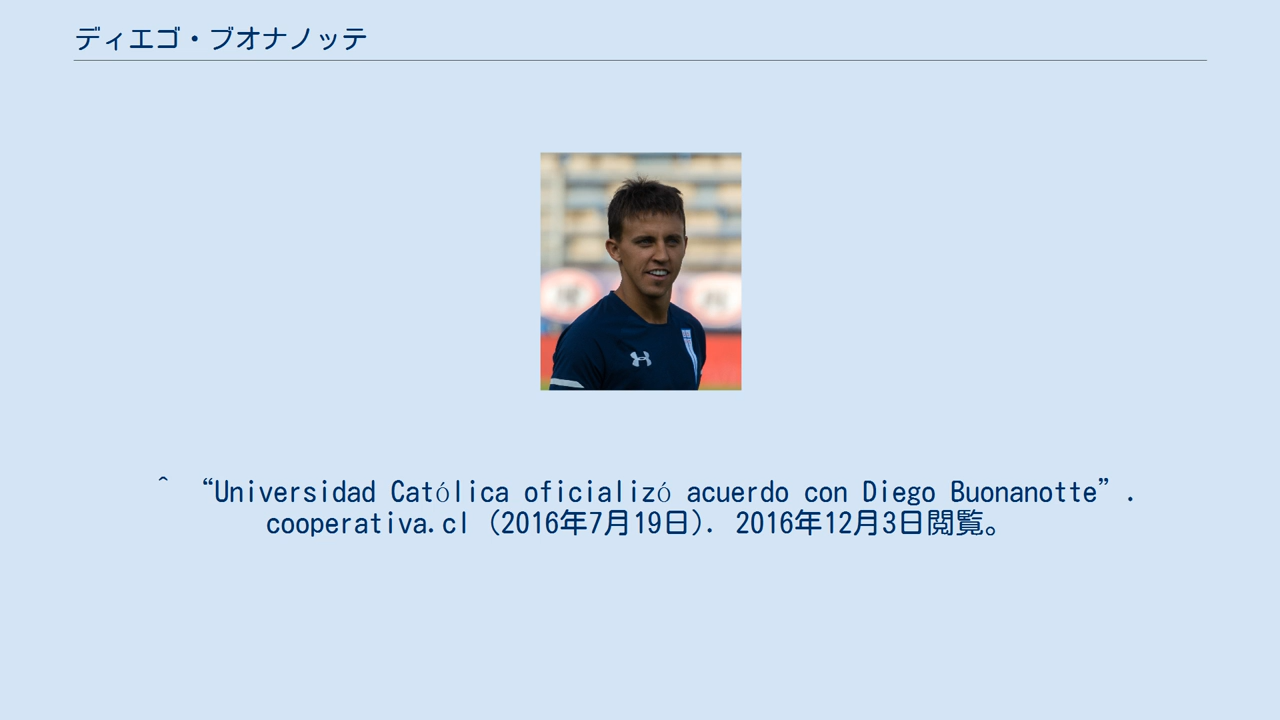 ディエゴ・ブオナノッテ
^ “Universidad Católica oficializó acuerdo con Diego Buonanotte”.
cooperativa.cl (2016年7月19日). 2016年12月3日閲覧。